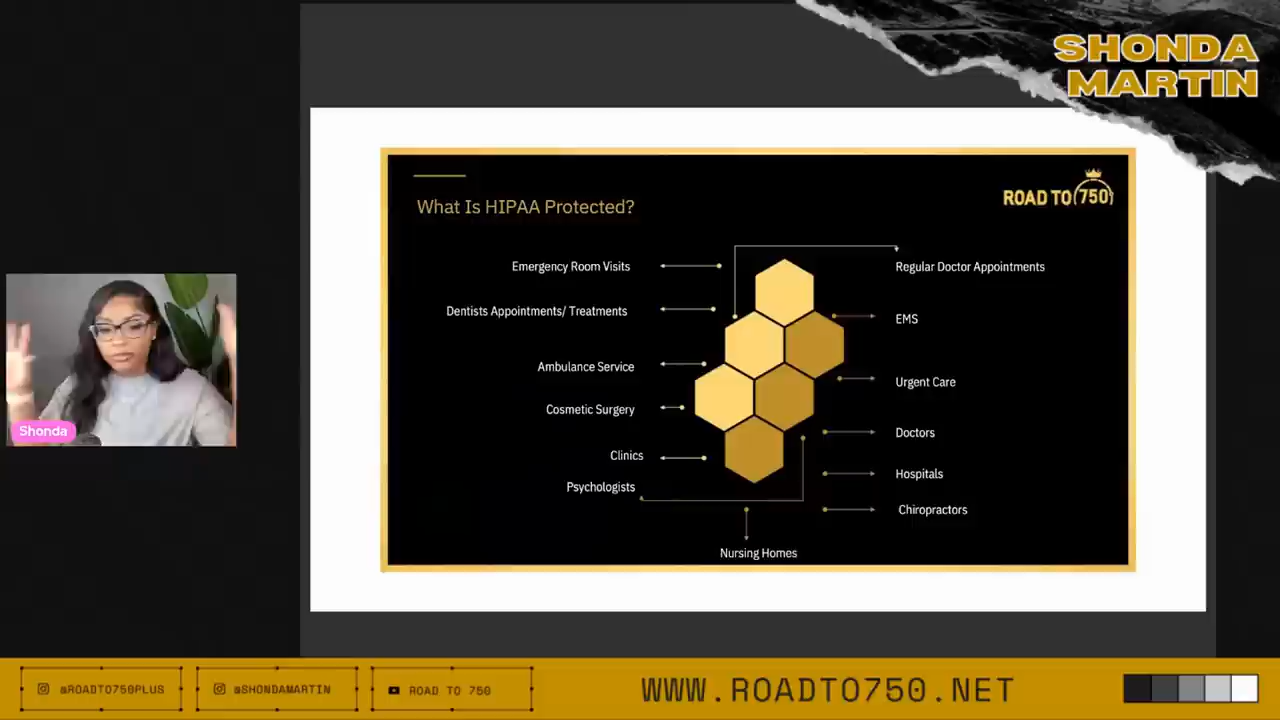 SHONDA
MARTIN
What Is HIPAA Protected?
ROAD TO 750
Emergency Room Visits
Regular Doctor Appointments
Dentists Appointments/ Treatments
EMS
Ambulance Service
Urgent Care
Cosmetic Surgery
Doctors
Clinics
Hospitals
Psychologists
Chiropractors
Nursing Homes
Shonda
@ROADTO750PLUS
@SHONDAMARTIN
ROAD TO 750
WWW.ROADTO750.NET